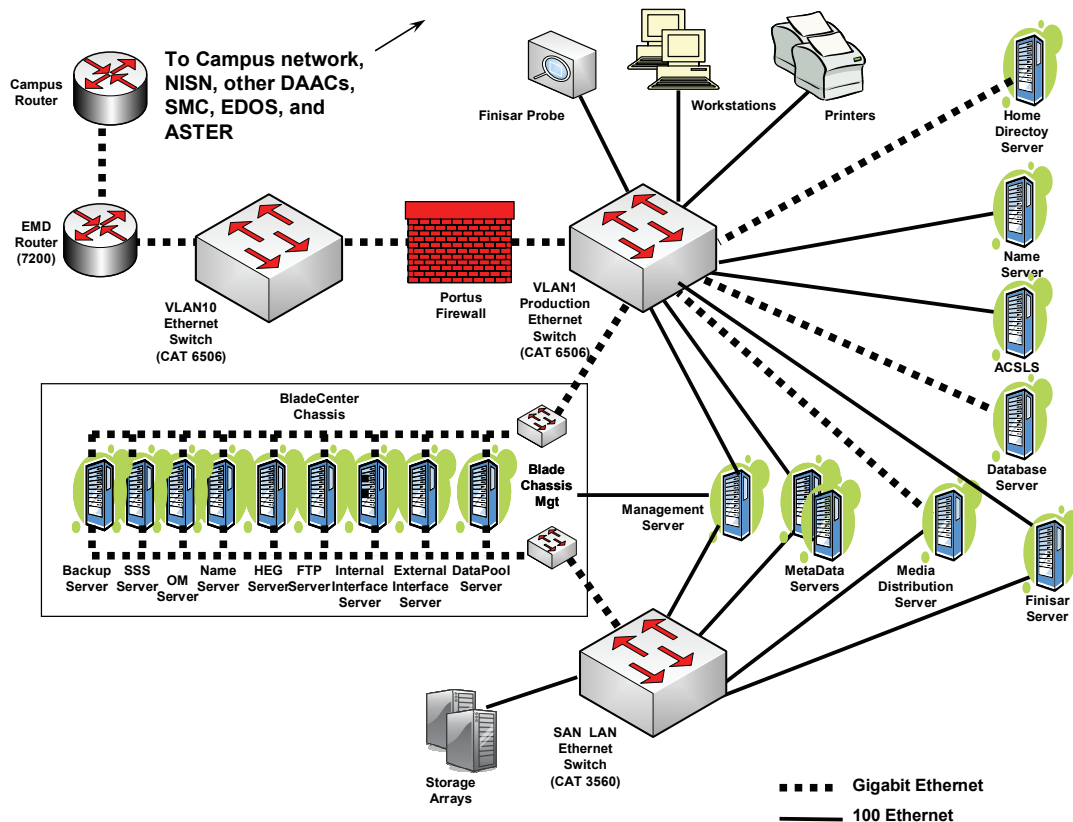 To Campus network,
NISN, other DAACs,
SMC, EDOS, and
ASTER
Campus
Router
Finisar Probe
Workstations
Printers
Home
Directoy
Server
EMD
Router
(7200)
VLAN10
Ethernet
Switch
(CAT 6506)
Portus
Firewall
VLAN1
Production
Ethernet
Switch
(CAT 6506)
Name
Server
ACSLS
Database
Server
BladeCenter
Chassis
Blade
Chassis
Mgt
Management
Server
MetaData
Servers
Media
Distribution
Server
Finisar
Server
Backup
Server
SSS
Server
OM
Server
Name
Server
HEG
Server
FTP
Server
Internal
Interface
Server
External
Interface
Server
DataPool
Server
SAN LAN
Ethernet
Switch
(CAT 3560)
Storage
Arrays
Gigabit Ethernet
100 Ethernet